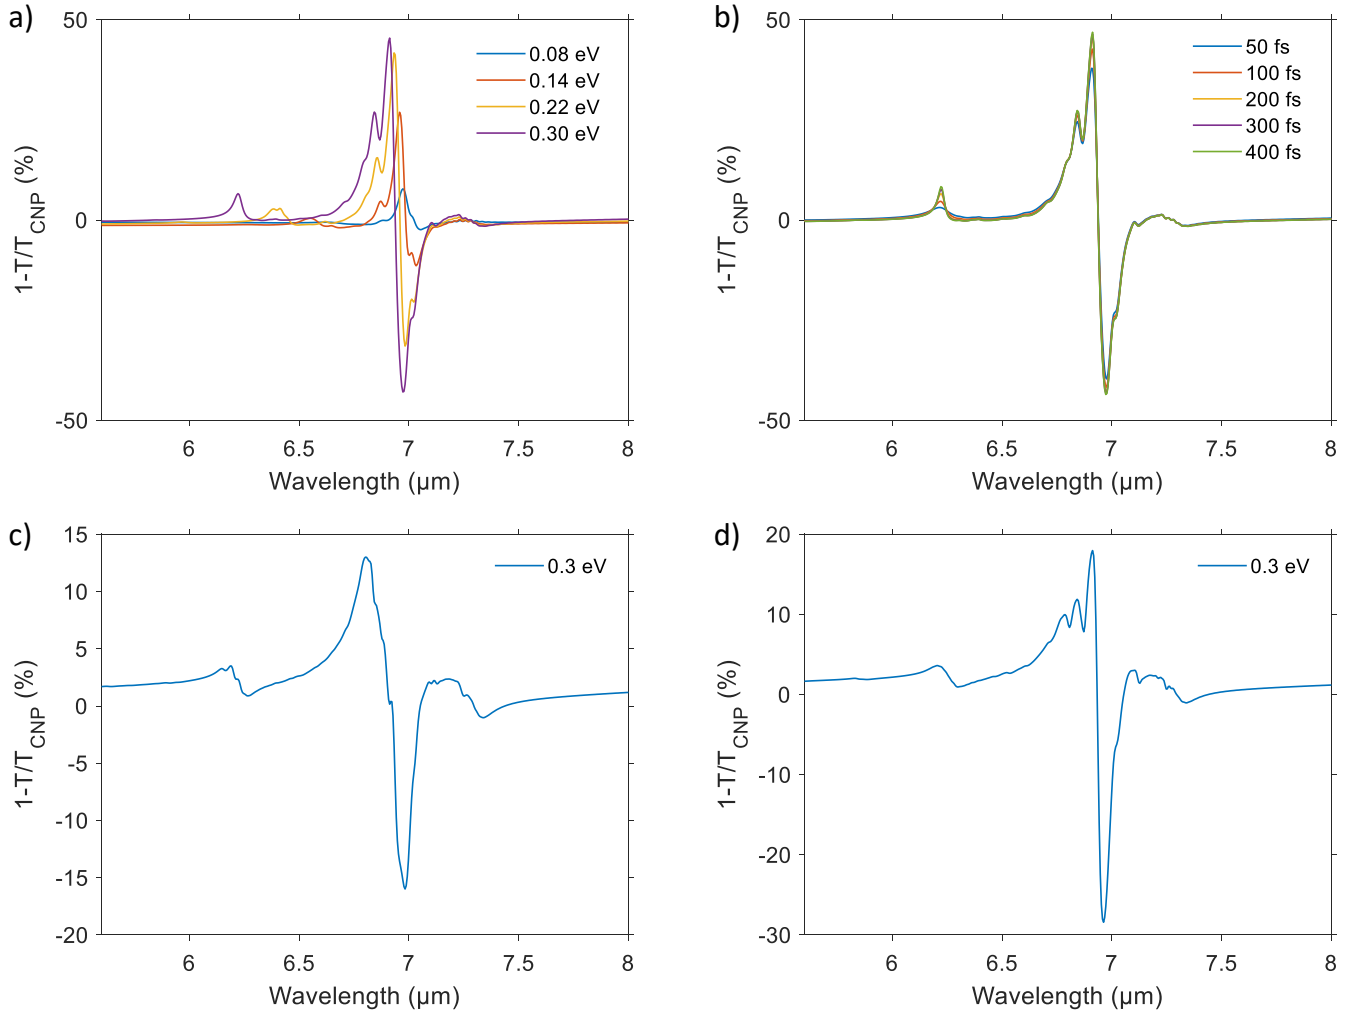 a)
50
0
-50
1-T/T_CNP (%)
0.08 eV
0.14 eV
0.22 eV
0.30 eV
6 6.5 7 7.5 8
Wavelength (µm)
b)
50
0
-50
1-T/T_CNP (%)
50 fs
100 fs
200 fs
300 fs
400 fs
6 6.5 7 7.5 8
Wavelength (µm)
c)
15
10
5
0
-5
-10
-15
-20
1-T/T_CNP (%)
0.3 eV
6 6.5 7 7.5 8
Wavelength (µm)
d)
20
10
0
-10
-20
-30
1-T/T_CNP (%)
0.3 eV
6 6.5 7 7.5 8
Wavelength (µm)